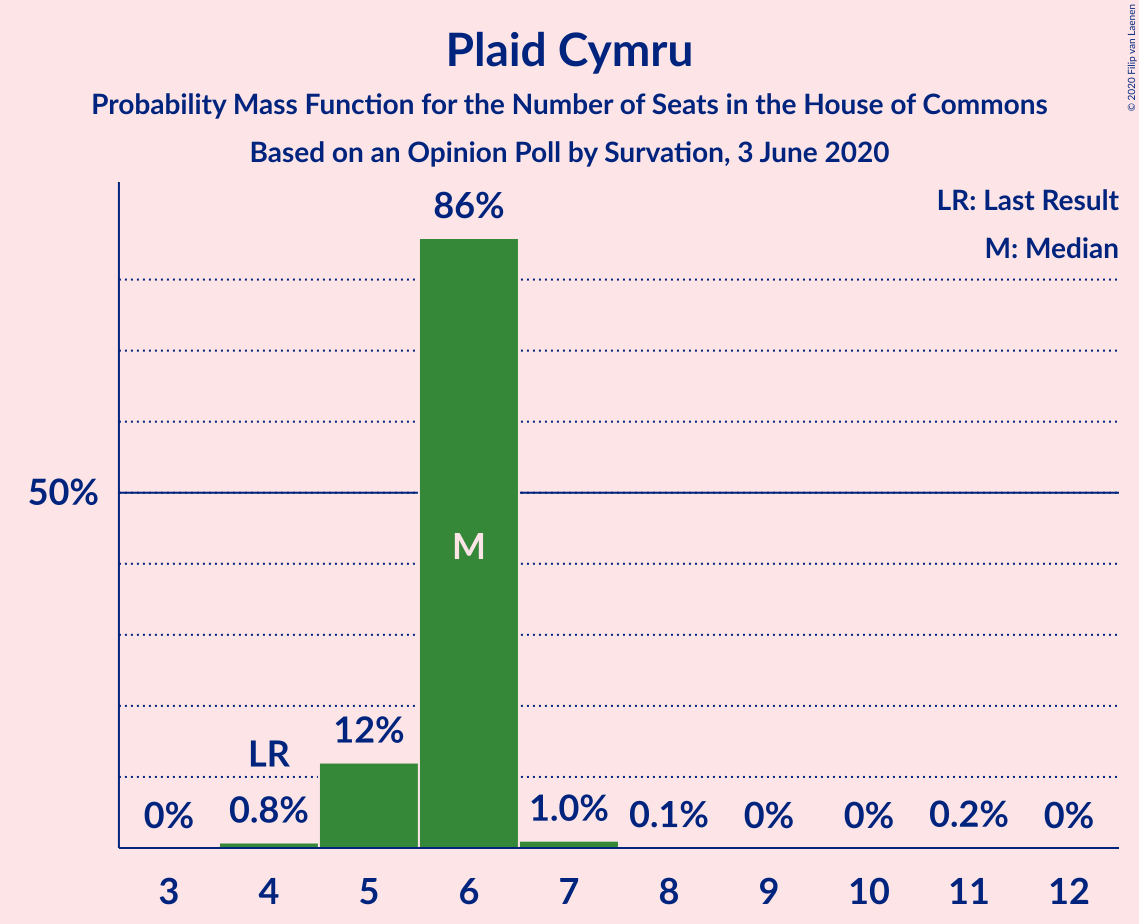 Plaid Cymru
Probability Mass Function for the Number of Seats in the House of Commons
Based on an Opinion Poll by Survation, 3 June 2020
© 2020 Filip van Laenen
LR: Last Result
M: Median
86%
50%
M
12%
LR
0% 0.8% 1.0% 0.1% 0% 0% 0.2% 0%
3 4 5 6 7 8 9 10 11 12